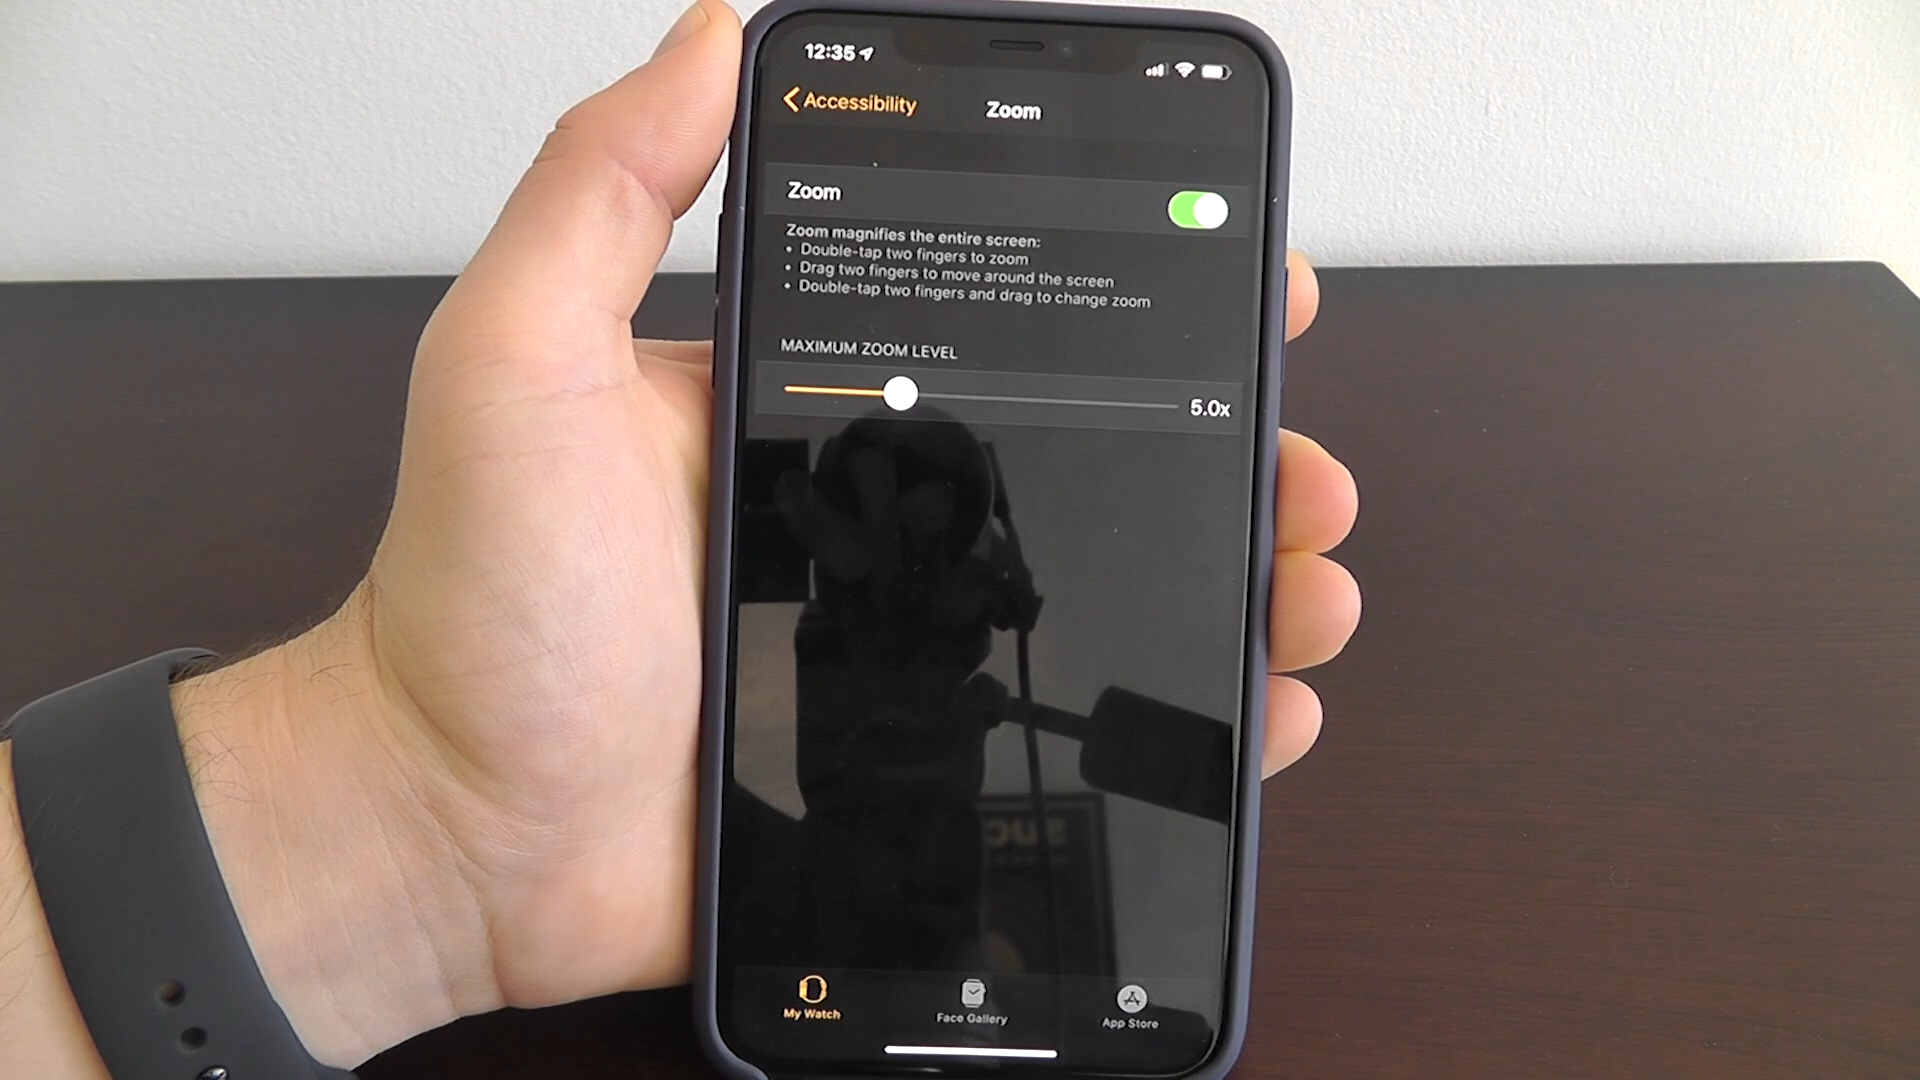 12:35
Accessibility
Zoom
Zoom
Zoom magnifies the entire screen:
• Double-tap two fingers to zoom
• Drag two fingers to move around the screen
• Double-tap two fingers and drag to change zoom
MAXIMUM ZOOM LEVEL
5.0x
My Watch
Face Gallery
App Store